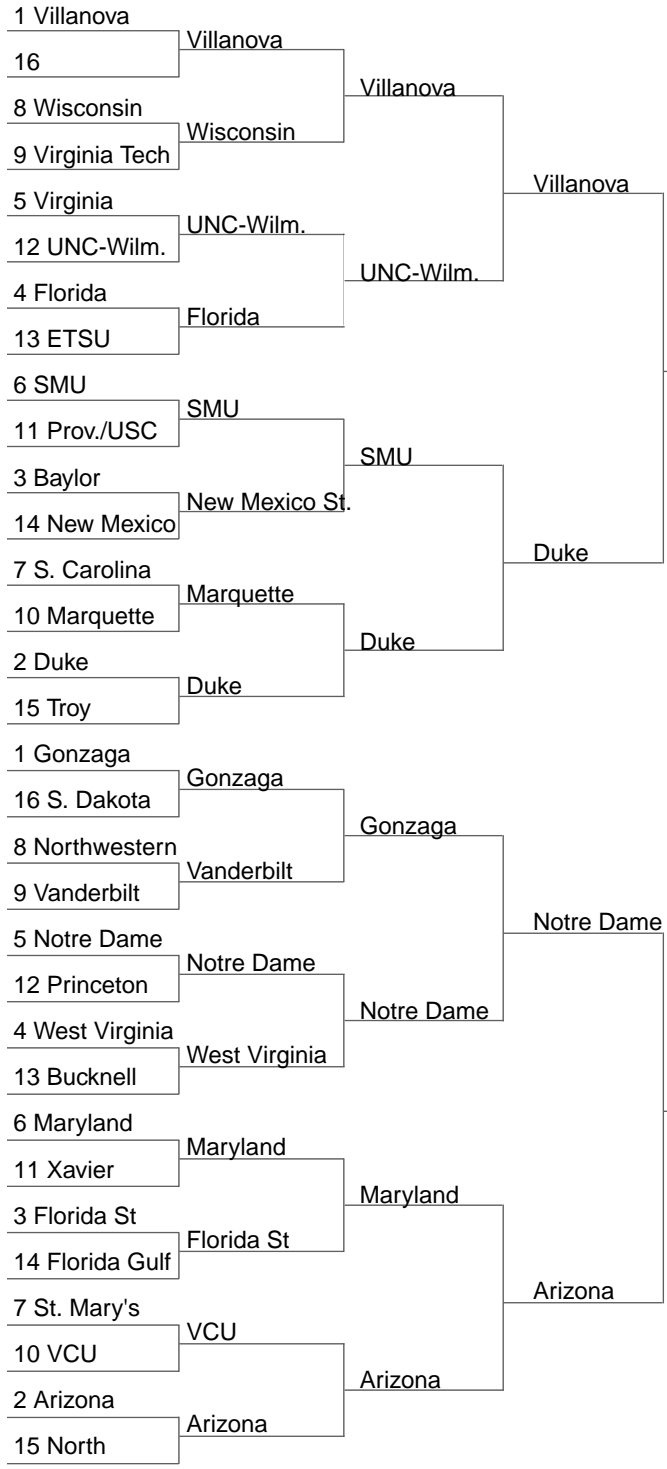 1 Villanova
Villanova
16
Villanova
8 Wisconsin
Wisconsin
9 Virginia Tech
Villanova
5 Virginia
UNC-Wilm.
12 UNC-Wilm.
UNC-Wilm.
4 Florida
Florida
13 ETSU
6 SMU
SMU
11 Prov./USC
SMU
3 Baylor
New Mexico St.
14 New Mexico
Duke
7 S. Carolina
Marquette
10 Marquette
Duke
2 Duke
Duke
15 Troy
1 Gonzaga
Gonzaga
16 S. Dakota
Gonzaga
8 Northwestern
Vanderbilt
9 Vanderbilt
Notre Dame
5 Notre Dame
Notre Dame
12 Princeton
Notre Dame
4 West Virginia
West Virginia
13 Bucknell
6 Maryland
Maryland
11 Xavier
Maryland
3 Florida St
Florida St
14 Florida Gulf
Arizona
7 St. Mary's
VCU
10 VCU
Arizona
2 Arizona
Arizona
15 North